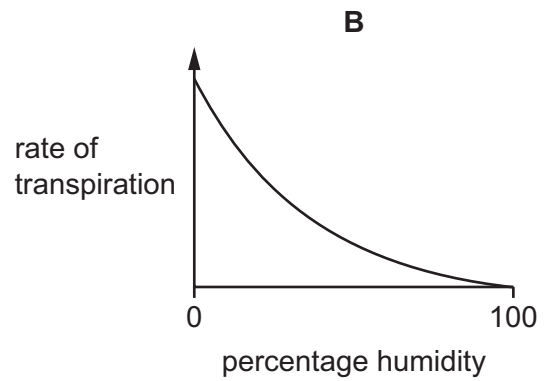 B
rate of
transpiration
0
100
percentage humidity